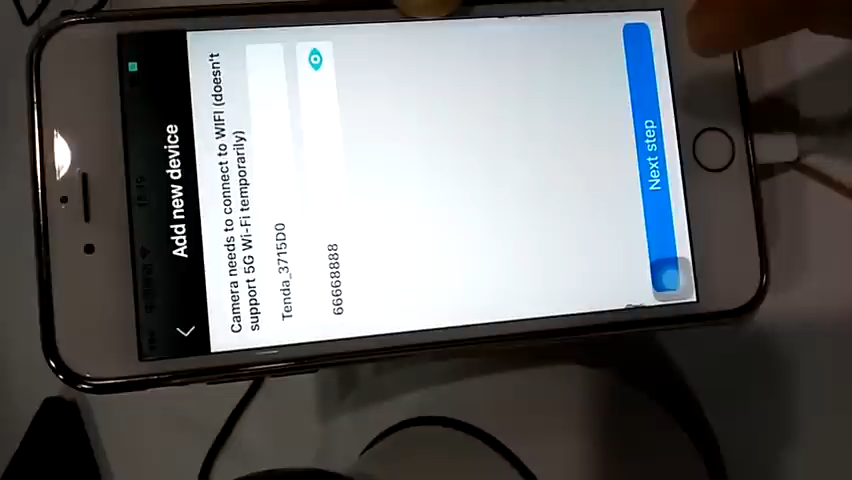 Add new device
Camera needs to connect to WIFI (doesn't
support 5G Wi-Fi temporarily)
Tenda_3715D0
66668888
Next step